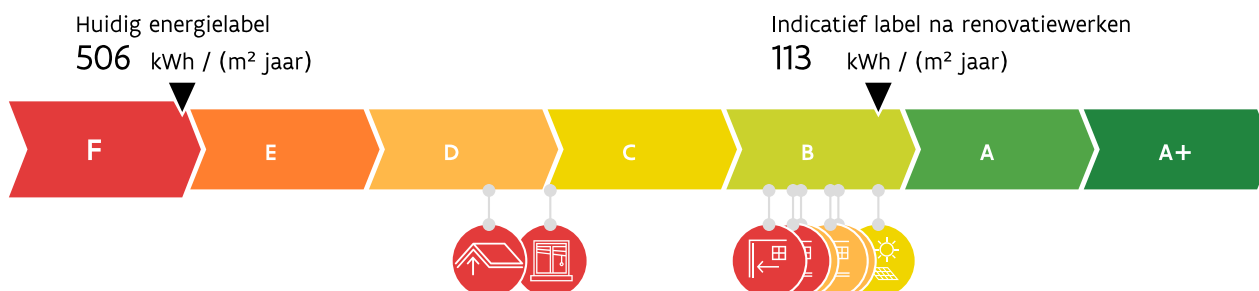 Huidig energielabel
506 kWh / (m² jaar)
Indicatief label na renovatiewerken
113 kWh / (m² jaar)
F E D C B A A+